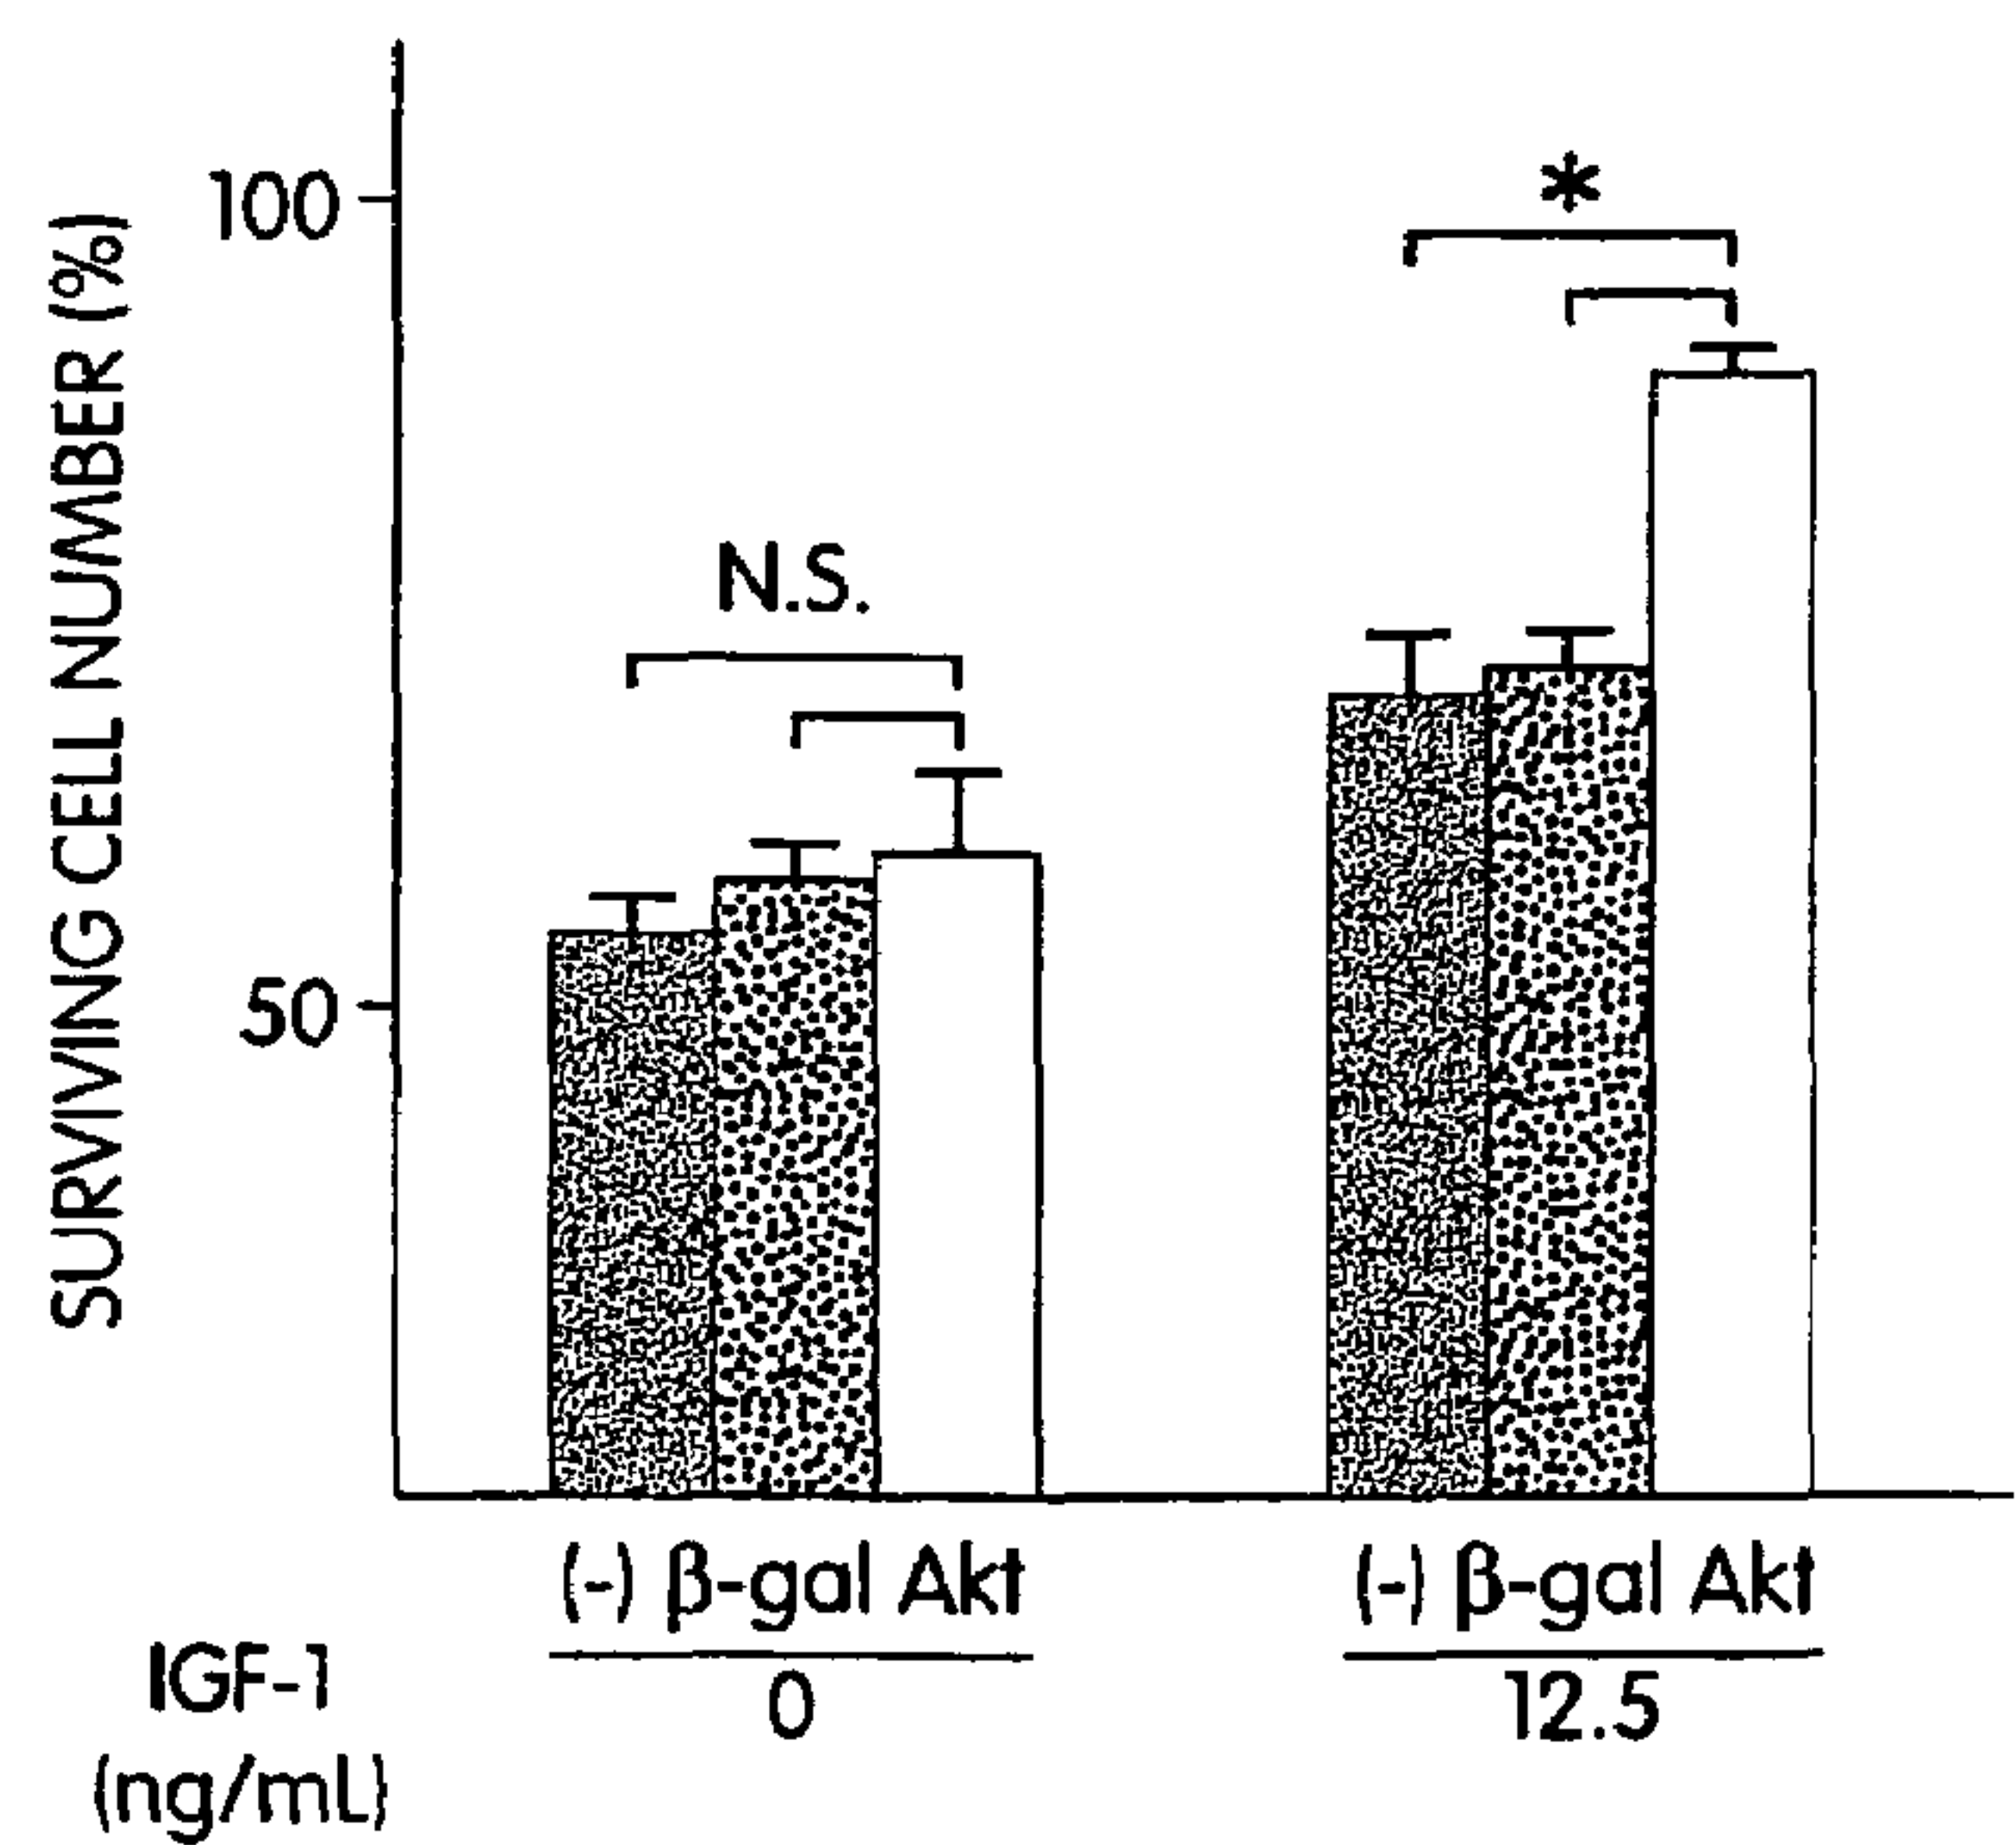 SURVIVING CELL NUMBER (%)
100
50
N.S.
*
(-) β-gal Akt
(-) β-gal Akt
IGF-1
(ng/mL)
0
12.5